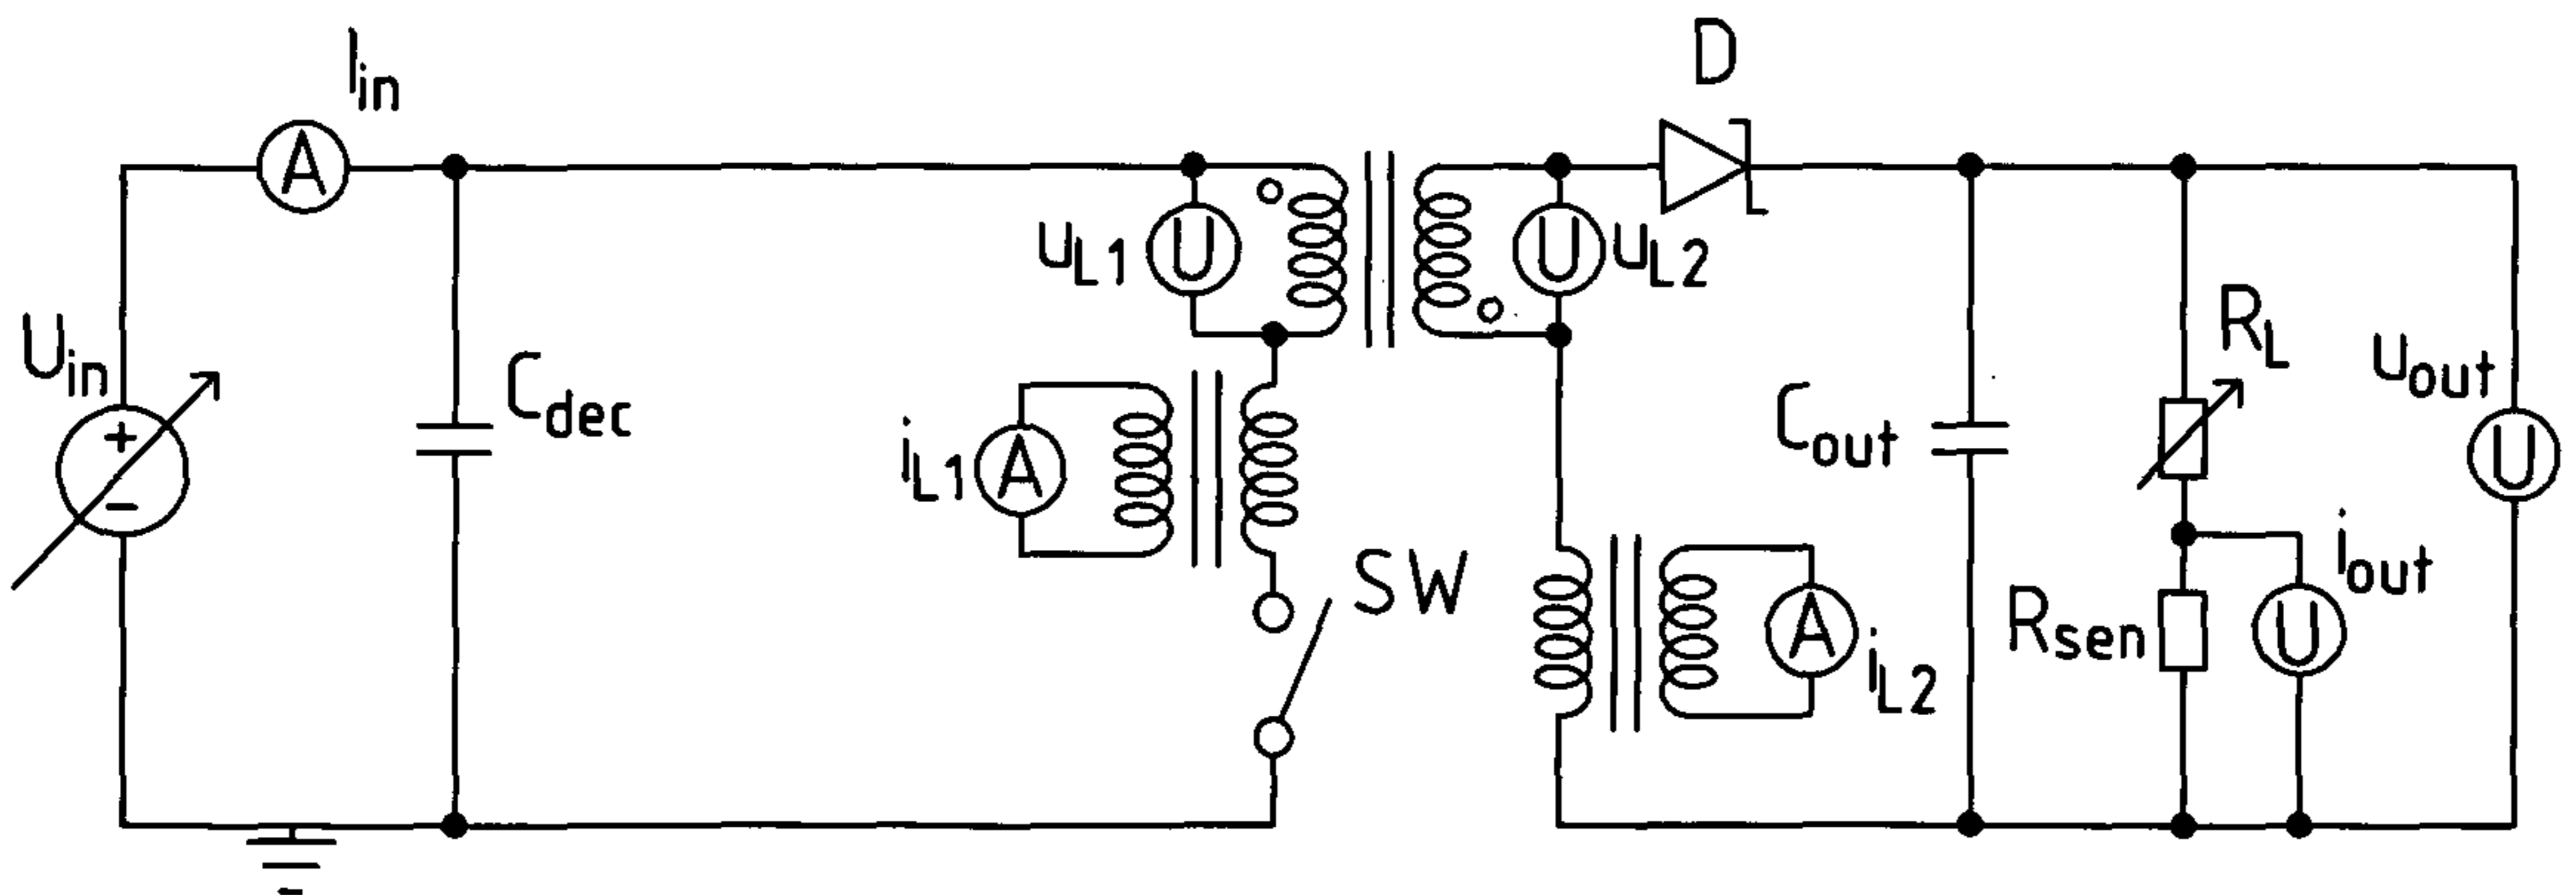 I_in
A
D
u_L1
U
U
u_L2
U_in
+
-
C_dec
i_L1
A
SW
A
i_L2
C_out
R_L
u_out
U
R_sen
U
i_out